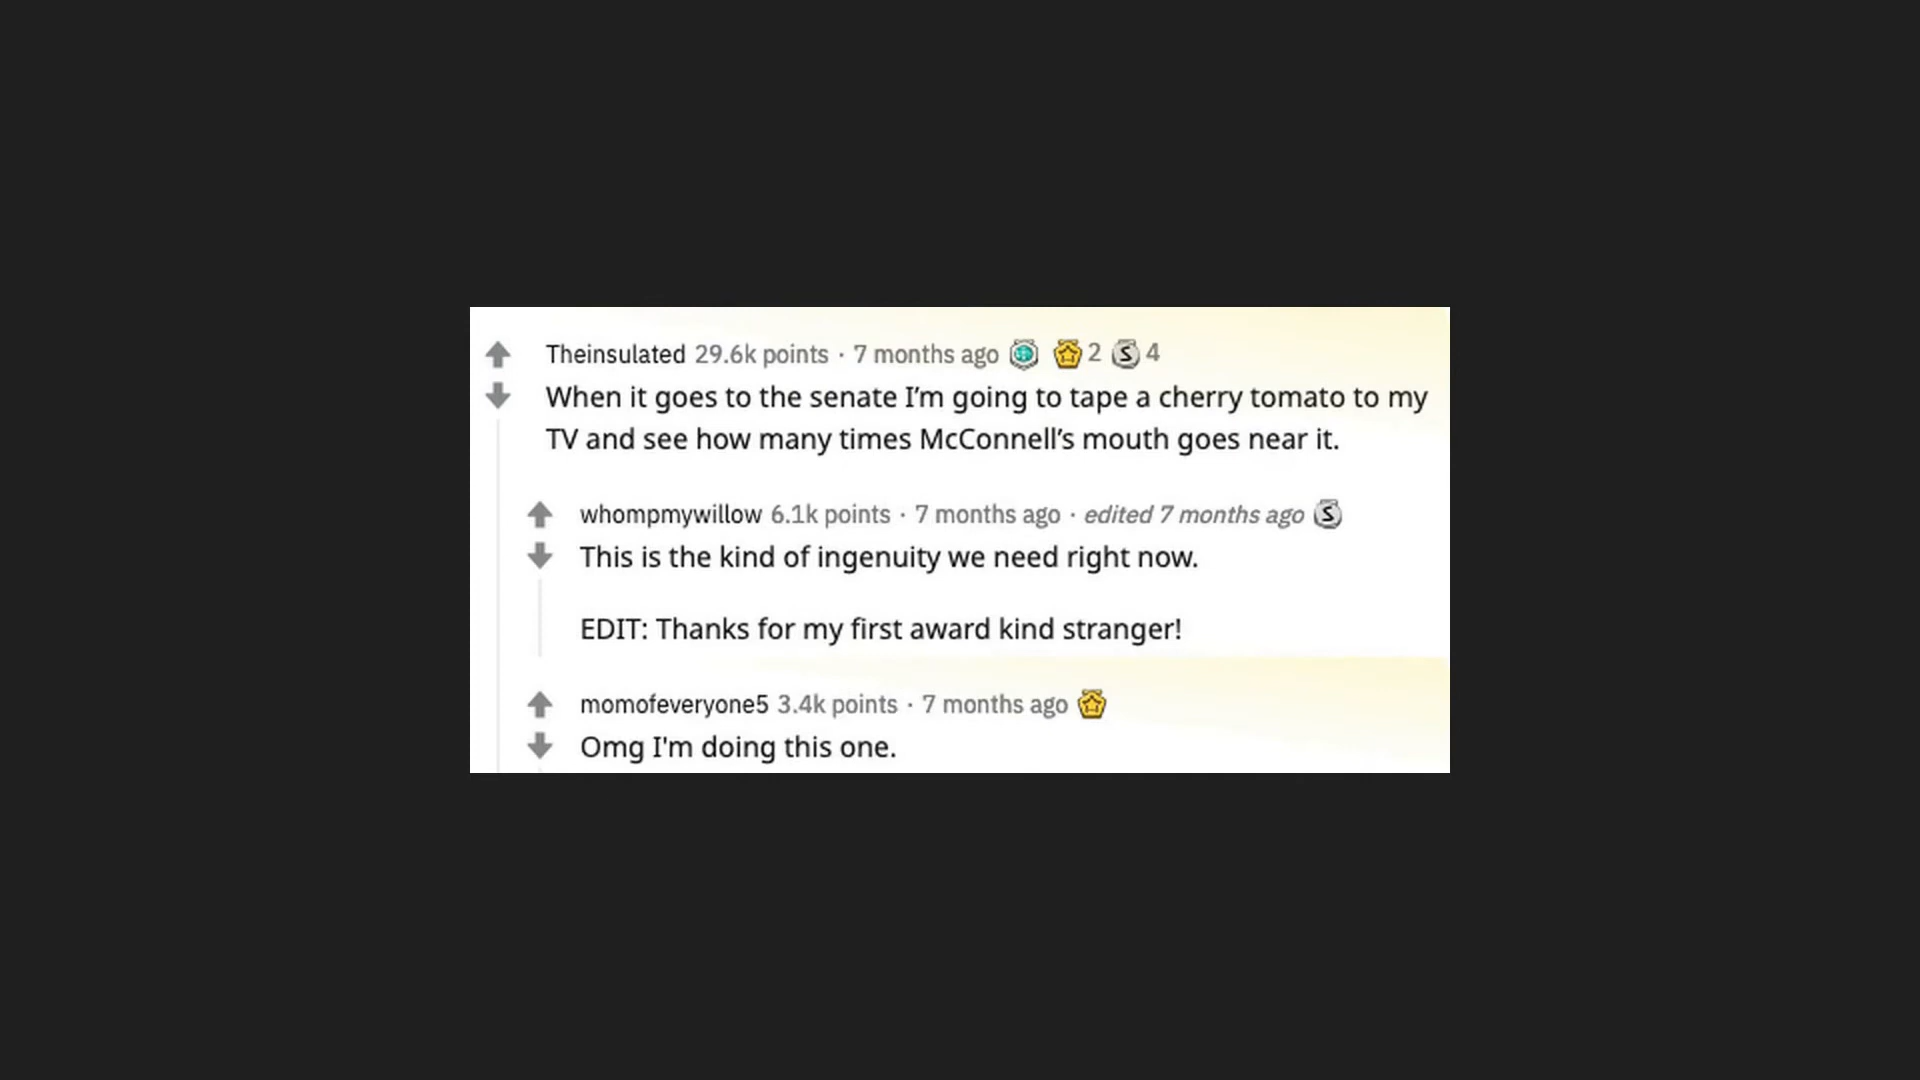 Theinsulated 29.6k points · 7 months ago 2 S 4
When it goes to the senate I’m going to tape a cherry tomato to my
TV and see how many times McConnell’s mouth goes near it.
whompmywillow 6.1k points · 7 months ago · edited 7 months ago S
This is the kind of ingenuity we need right now.
EDIT: Thanks for my first award kind stranger!
momofeveryone5 3.4k points · 7 months ago
Omg I'm doing this one.